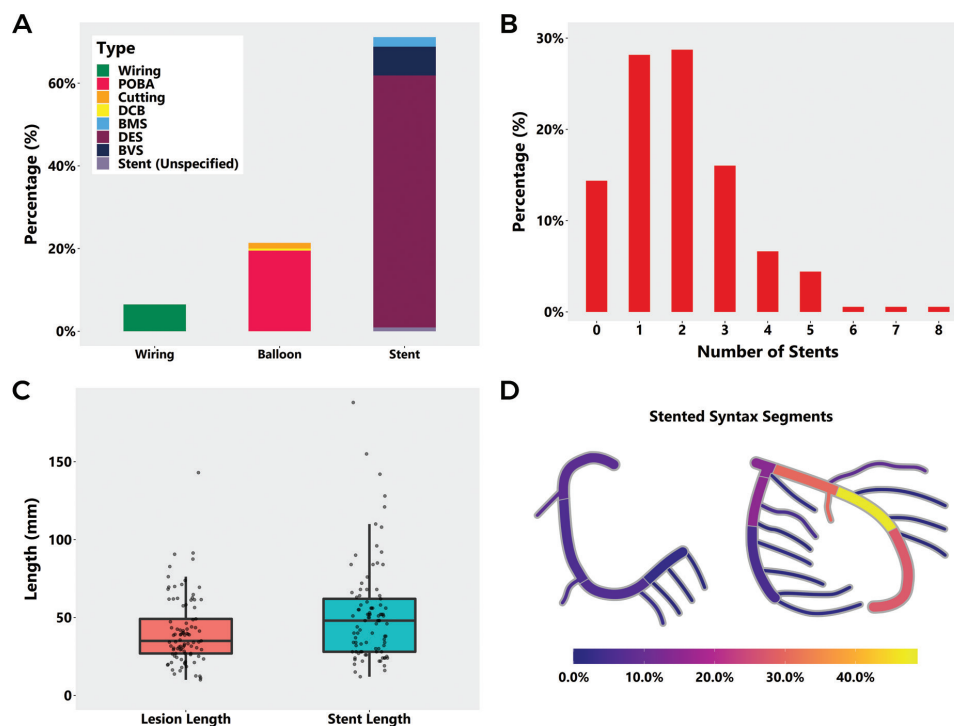 A
Percentage (%)
60%
40%
20%
0%
Type
Wiring
POBA
Cutting
DCB
BMS
DES
BVS
Stent (Unspecified)
Wiring Balloon Stent
B
Percentage (%)
30%
20%
10%
0%
0 1 2 3 4 5 6 7 8
Number of Stents
C
Length (mm)
150
100
50
0
Lesion Length Stent Length
D
Stented Syntax Segments
0.0% 10.0% 20.0% 30.0% 40.0%